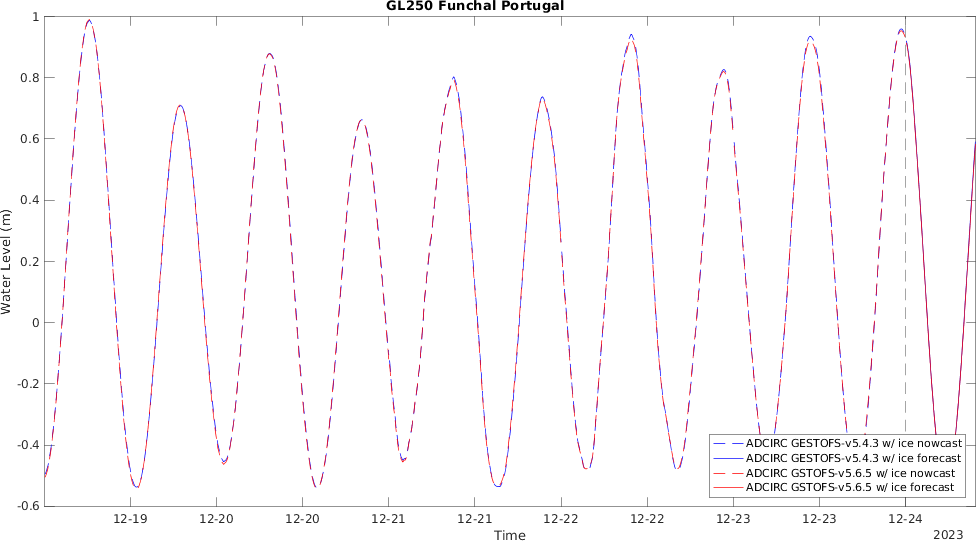 GL250 Funchal Portugal
1
0.8
0.6
0.4
0.2
0
-0.2
-0.4
-0.6
Water Level (m)
12-19 12-20 12-20 12-21 12-21 12-22 12-22 12-23 12-23 12-24
Time
2023
ADCIRC GESTOFS-v5.4.3 w/ ice nowcast
ADCIRC GESTOFS-v5.4.3 w/ ice forecast
ADCIRC GSTOFS-v5.6.5 w/ ice nowcast
ADCIRC GSTOFS-v5.6.5 w/ ice forecast